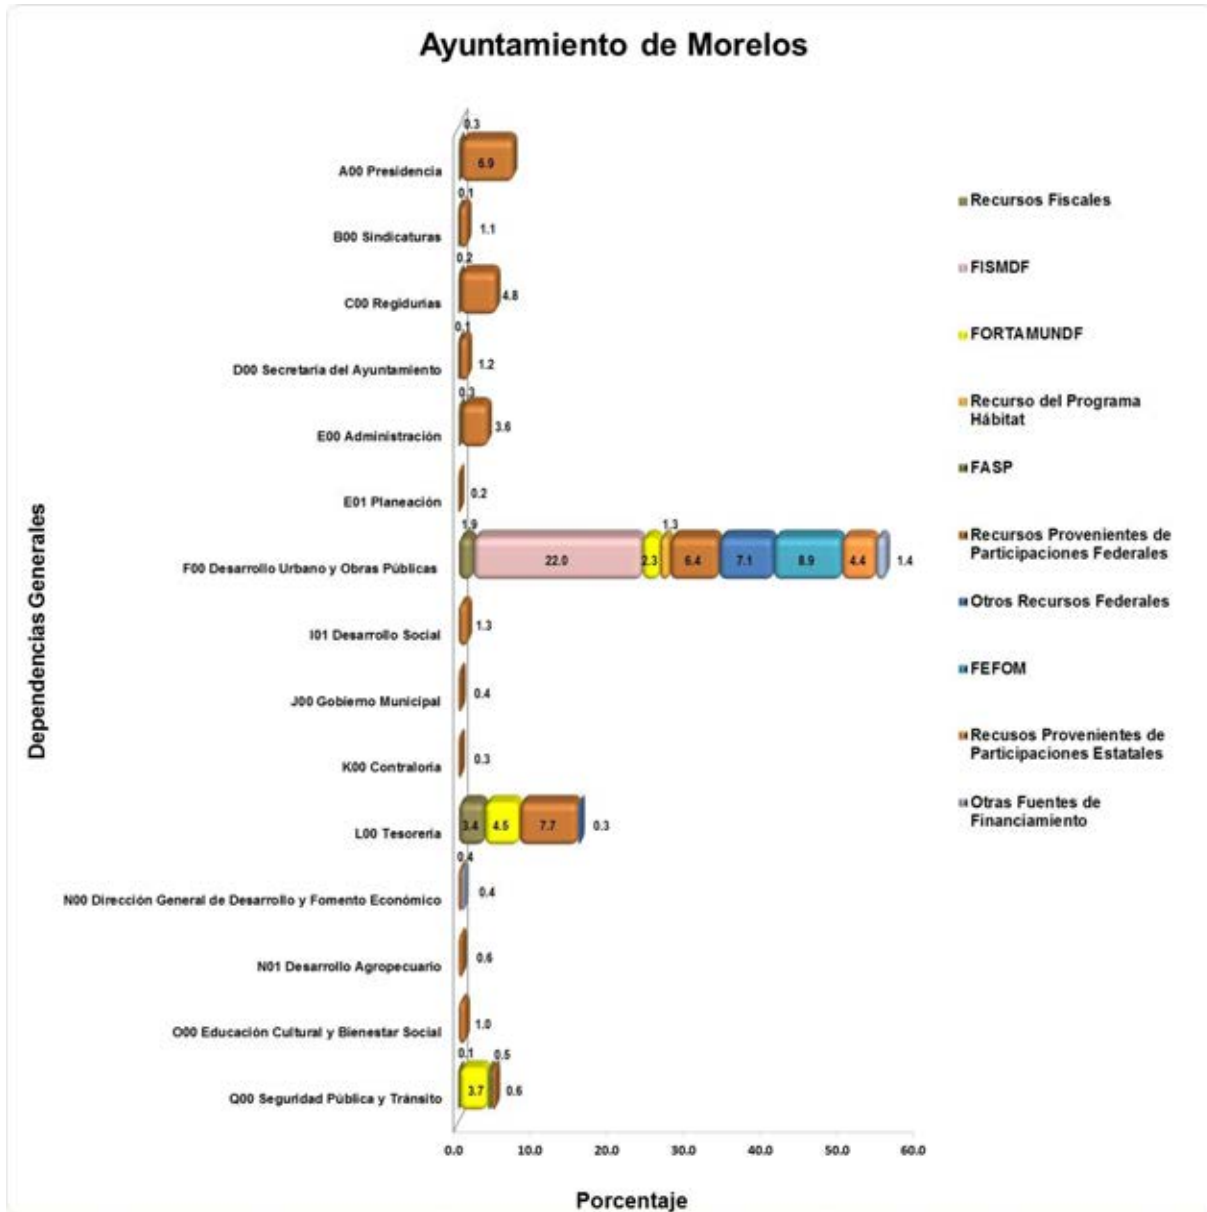 Ayuntamiento de Morelos
Dependencias Generales
0.3
A00 Presidencia
6.9
0.1
B00 Sindicaturas
1.1
0.2
C00 Regidurías
4.8
0.1
D00 Secretaría del Ayuntamiento
1.2
0.3
E00 Administración
3.6
E01 Planeación
0.2
1.9
1.3
F00 Desarrollo Urbano y Obras Públicas
22.0
2.3
6.4
7.1
8.9
4.4
1.4
I01 Desarrollo Social
1.3
J00 Gobierno Municipal
0.4
K00 Contraloría
0.3
L00 Tesorería
3.4
4.5
7.7
0.3
0.4
N00 Dirección General de Desarrollo y Fomento Económico
0.4
N01 Desarrollo Agropecuario
0.6
O00 Educación Cultural y Bienestar Social
1.0
0.1
0.5
Q00 Seguridad Pública y Tránsito
3.7
0.6
0.0
10.0
20.0
30.0
40.0
50.0
60.0
Porcentaje
Recursos Fiscales
FISMDF
FORTAMUNDF
Recurso del Programa
Hábitat
FASP
Recursos Provenientes de
Participaciones Federales
Otros Recursos Federales
FEFOM
Recusos Provenientes de
Participaciones Estatales
Otras Fuentes de
Financiamiento